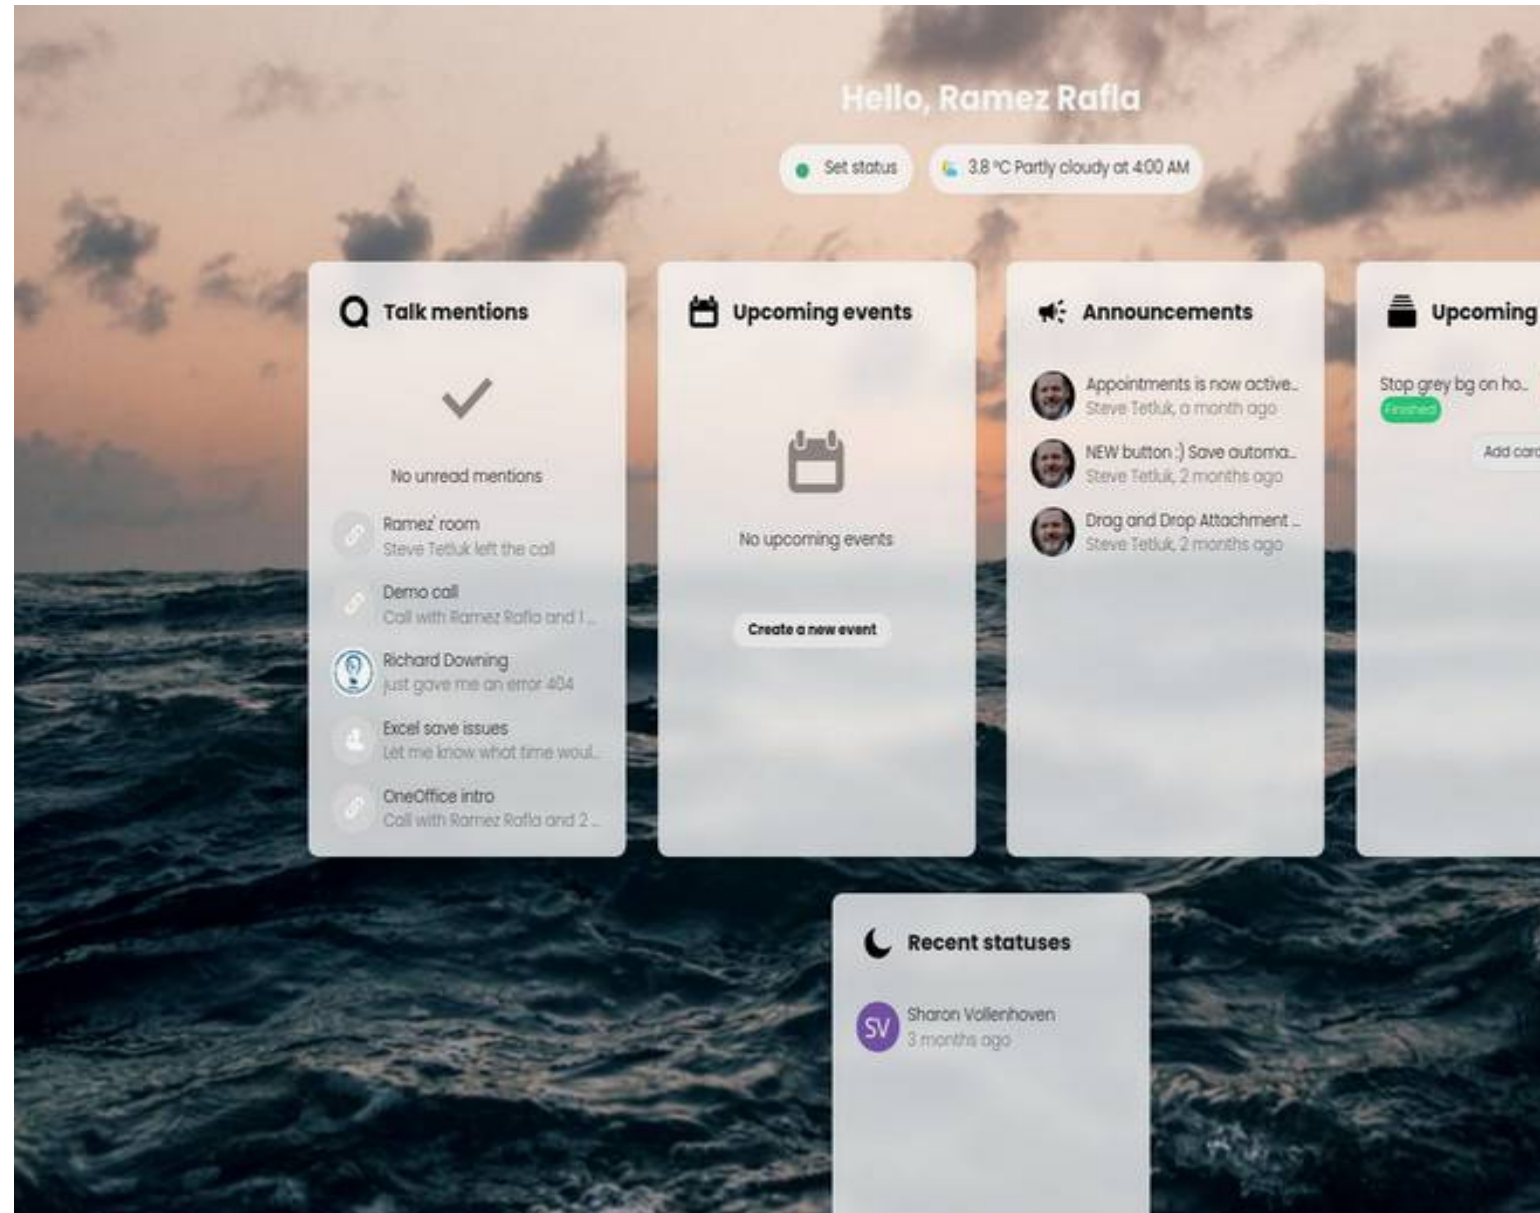 Hello, Ramez Rafla
Set status
3.8 °C Partly cloudy at 4:00 AM
Talk mentions
No unread mentions
Ramez' room
Steve Tetluk left the call
Demo call
Call with Ramez Rafla and 1 ...
Richard Downing
just gave me an error 404
Excel save issues
Let me know what time woul...
OneOffice intro
Call with Ramez Rafla and 2 ...
Upcoming events
No upcoming events
Create a new event
Announcements
Appointments is now active...
Steve Tetluk, a month ago
NEW button :) Save automa...
Steve Tetluk, 2 months ago
Drag and Drop Attachment ...
Steve Tetluk, 2 months ago
Upcoming
Stop grey bg on ho...
Finished
Add card
Recent statuses
SV
Sharon Vollenhoven
3 months ago